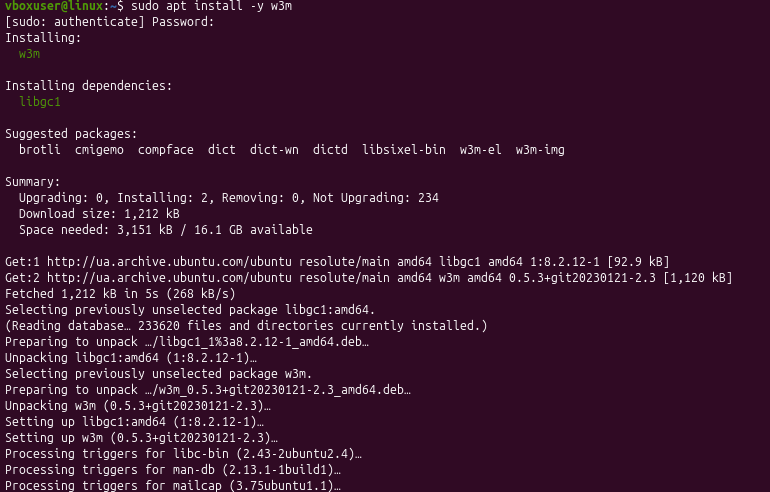 vboxuser@linux:~$ sudo apt install -y w3m
[sudo: authenticate] Password:
Installing:
w3m
Installing dependencies:
libgc1
Suggested packages:
brotli cmigemo compface dict dict-wn dictd libsixel-bin w3m-el w3m-img
Summary:
Upgrading: 0, Installing: 2, Removing: 0, Not Upgrading: 234
Download size: 1,212 kB
Space needed: 3,151 kB / 16.1 GB available
Get:1 http://ua.archive.ubuntu.com/ubuntu resolute/main amd64 libgc1 amd64 1:8.2.12-1 [92.9 kB]
Get:2 http://ua.archive.ubuntu.com/ubuntu resolute/main amd64 w3m amd64 0.5.3+git20230121-2.3 [1,120 kB]
Fetched 1,212 kB in 5s (268 kB/s)
Selecting previously unselected package libgc1:amd64.
(Reading database… 233620 files and directories currently installed.)
Preparing to unpack …/libgc1_1%3a8.2.12-1_amd64.deb…
Unpacking libgc1:amd64 (1:8.2.12-1)…
Selecting previously unselected package w3m.
Preparing to unpack …/w3m_0.5.3+git20230121-2.3_amd64.deb…
Unpacking w3m (0.5.3+git20230121-2.3)…
Setting up libgc1:amd64 (1:8.2.12-1)…
Setting up w3m (0.5.3+git20230121-2.3)…
Processing triggers for libc-bin (2.43-2ubuntu2.4)…
Processing triggers for man-db (2.13.1-1build1)…
Processing triggers for mailcap (3.75ubuntu1.1)…